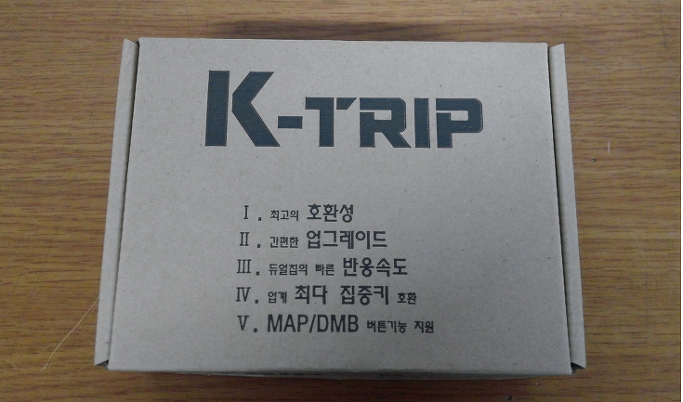 K-TRIP
Ⅰ. 최고의 호환성
Ⅱ. 간편한 업그레이드
Ⅲ. 듀얼칩의 빠른 반응속도
Ⅳ. 업계 최다 집중키 호환
Ⅴ. MAP/DMB 버튼기능 지원